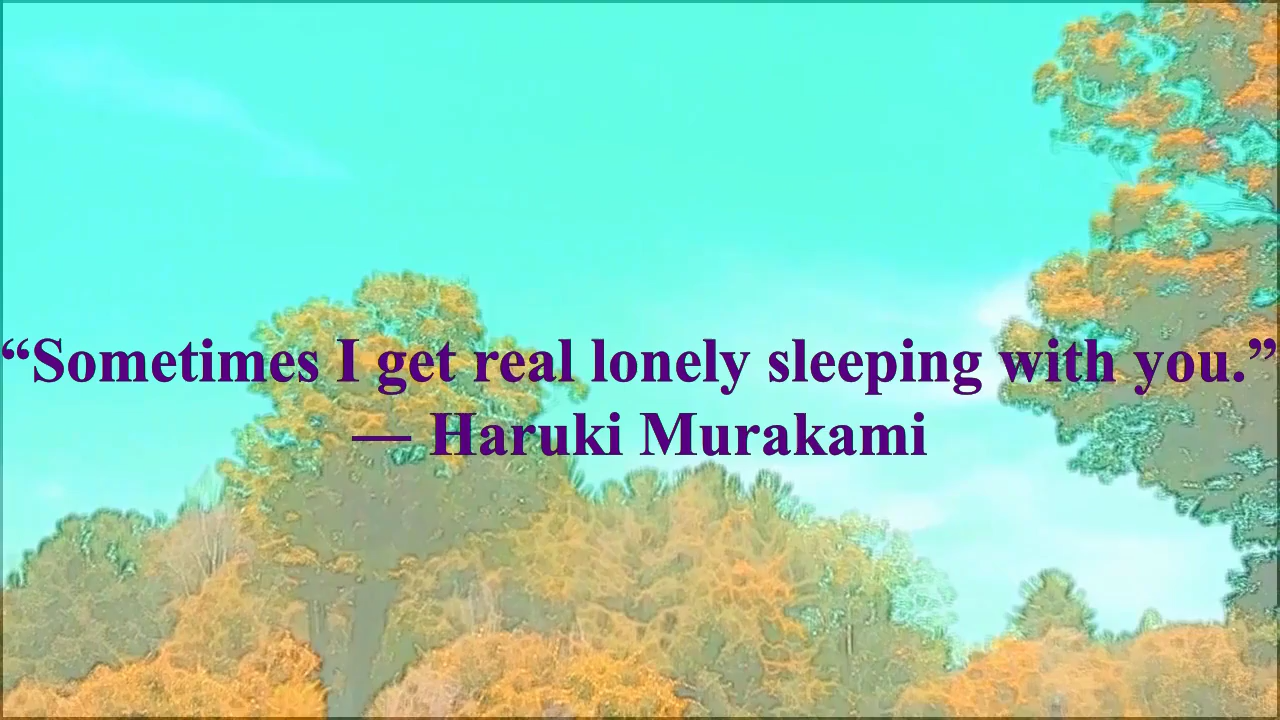 “Sometimes I get real lonely sleeping with you.”
— Haruki Murakami